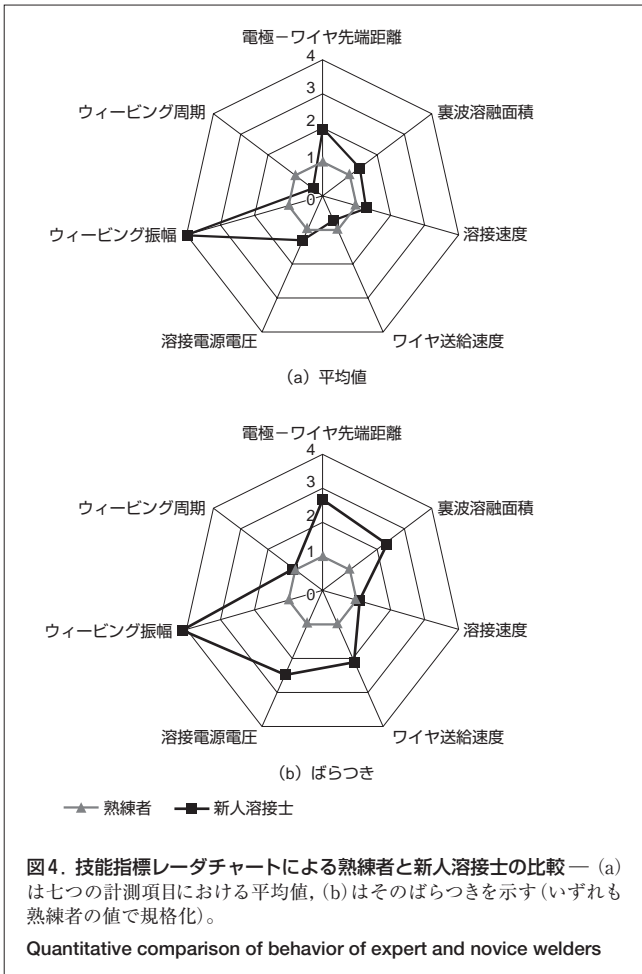 電極－ワイヤ先端距離
4
3
2
1
0
ウィービング周期
裏波溶融面積
ウィービング振幅
溶接速度
溶接電源電圧
ワイヤ送給速度
(a) 平均値
電極－ワイヤ先端距離
4
3
2
1
0
ウィービング周期
裏波溶融面積
ウィービング振幅
溶接速度
溶接電源電圧
ワイヤ送給速度
(b) ばらつき
熟練者 新人溶接士
図4. 技能指標レーダチャートによる熟練者と新人溶接士の比較 — (a)
は七つの計測項目における平均値，(b)はそのばらつきを示す(いずれも
熟練者の値で規格化)。
Quantitative comparison of behavior of expert and novice welders